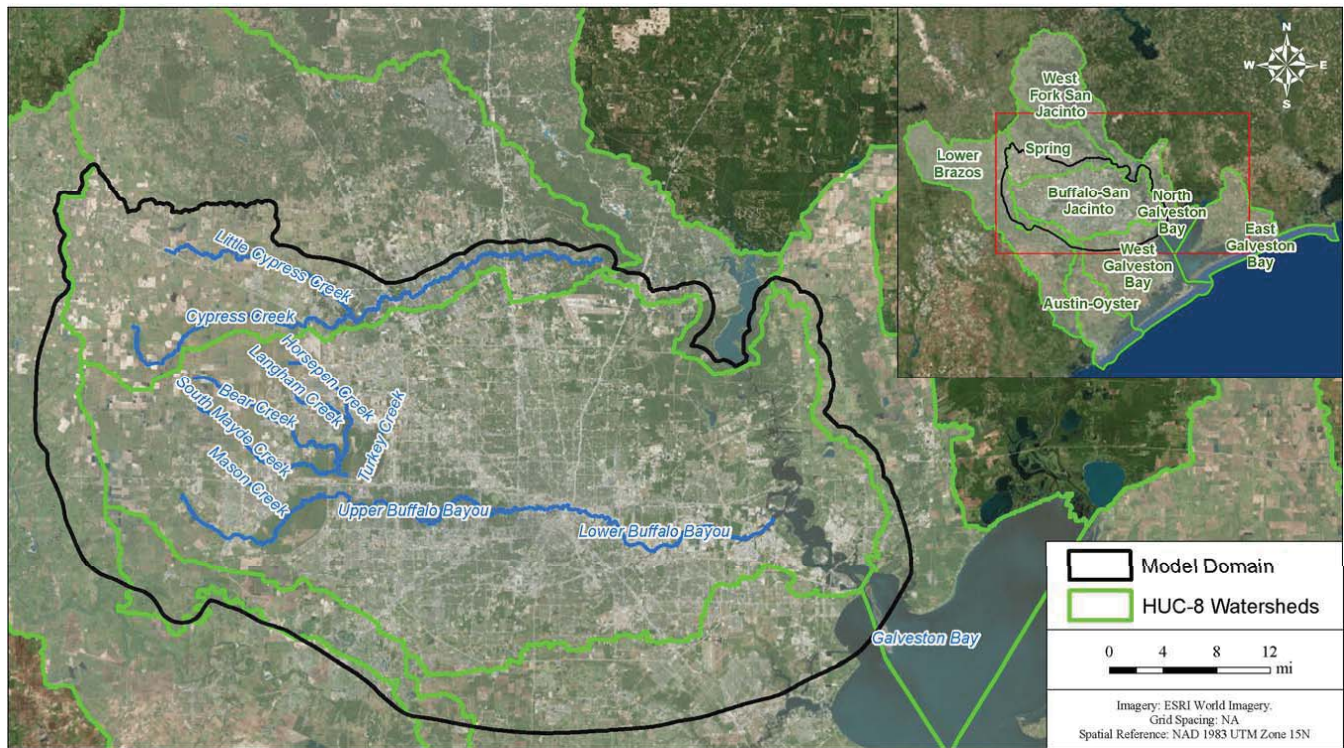 Little Cypress Creek
Cypress Creek
Horsepen Creek
Langham Creek
Bear Creek
South Mayde Creek
Mason Creek
Turkey Creek
Upper Buffalo Bayou
Lower Buffalo Bayou
Galveston Bay
N
W E
S
West
Fork San
Jacinto
Spring
Lower
Brazos
Buffalo-San
Jacinto
North
Galveston
Bay
East
Galveston
Bay
West
Galveston
Bay
Austin-Oyster
Model Domain
HUC-8 Watersheds
0 4 8 12
mi
Imagery: ESRI World Imagery.
Grid Spacing: NA
Spatial Reference: NAD 1983 UTM Zone 15N